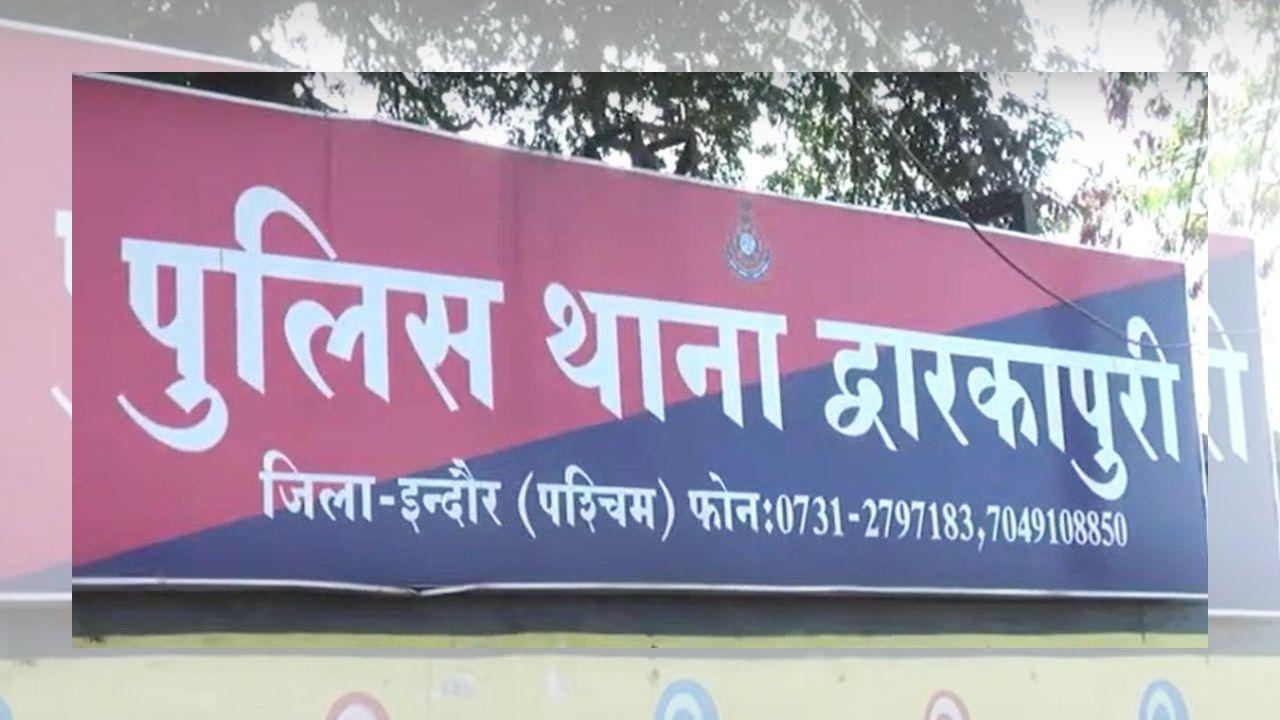 पुलिस थाना द्वारकापुरी
जिला-इन्दौर (पश्चिम) फोन:0731-2797183,7049108850